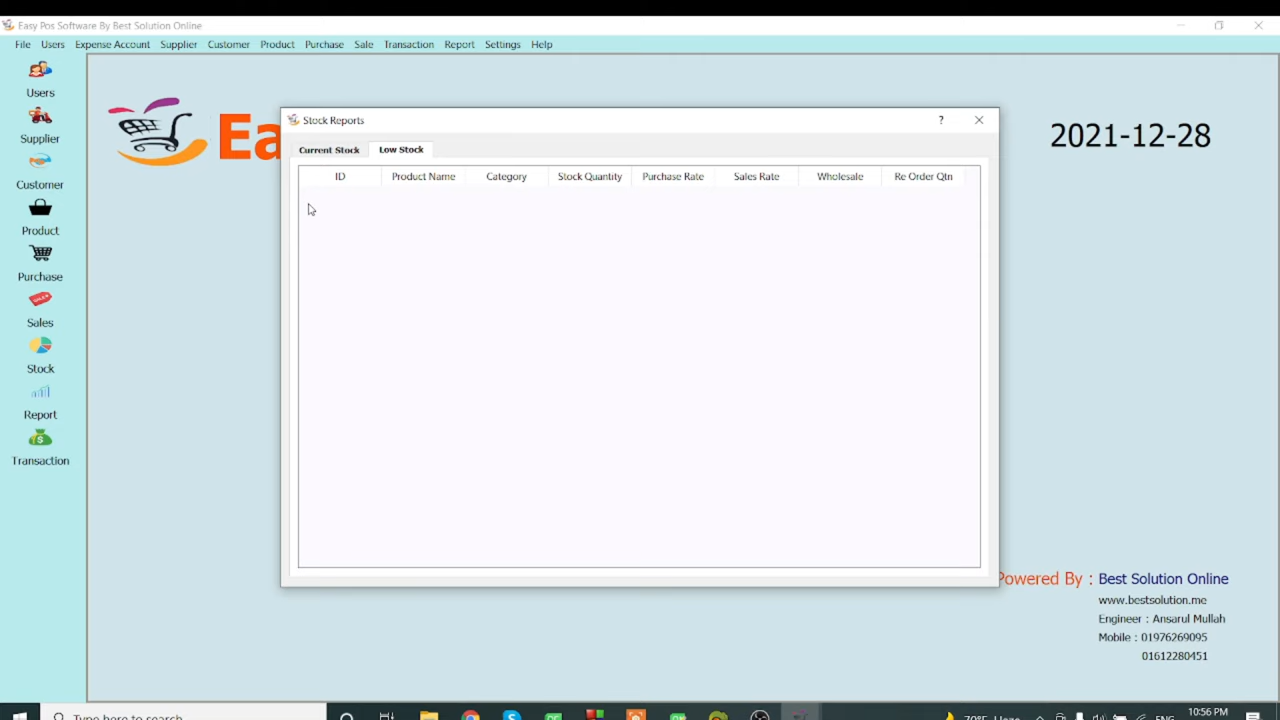 Easy Pos Software By Best Solution Online
File Users Expense Account Supplier Customer Product Purchase Sale Transaction Report Settings Help
Users
Supplier
Customer
Product
Purchase
Sales
Stock
Report
Transaction
Ea
2021-12-28
Stock Reports
?
Current Stock Low Stock
ID Product Name Category Stock Quantity Purchase Rate Sales Rate Wholesale Re Order Qtn
Powered By : Best Solution Online
www.bestsolution.me
Engineer : Ansarul Mullah
Mobile : 01976269095
01612280451
Type here to search
70°F Haze
ENG
10:56 PM